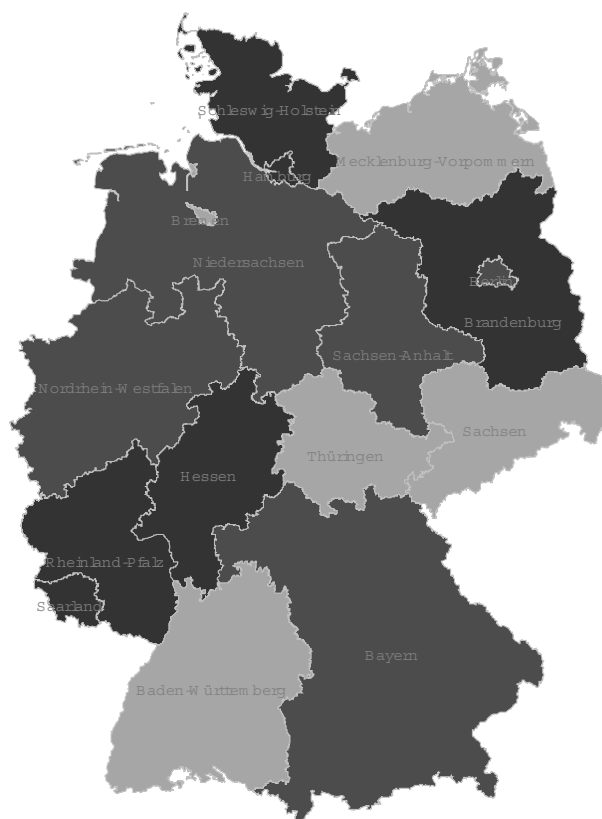 Schleswig-Holstein
Mecklenburg-Vorpommern
Hamburg
Bremen
Niedersachsen
Berlin
Brandenburg
Sachsen-Anhalt
Nordrhein-Westfalen
Sachsen
Thüringen
Hessen
Rheinland-Pfalz
Saarland
Bayern
Baden-Württemberg